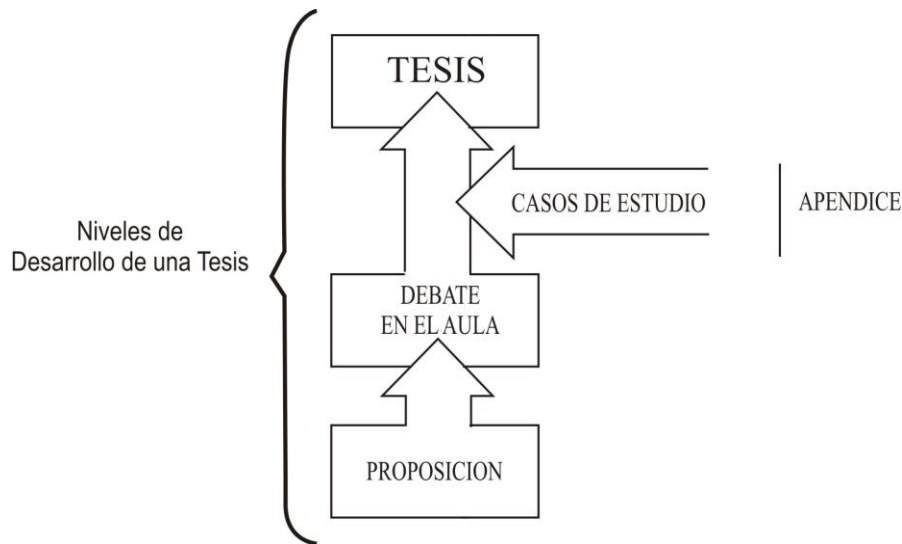 TESIS
CASOS DE ESTUDIO
APENDICE
Niveles de
Desarrollo de una Tesis
DEBATE
EN EL AULA
PROPOSICION